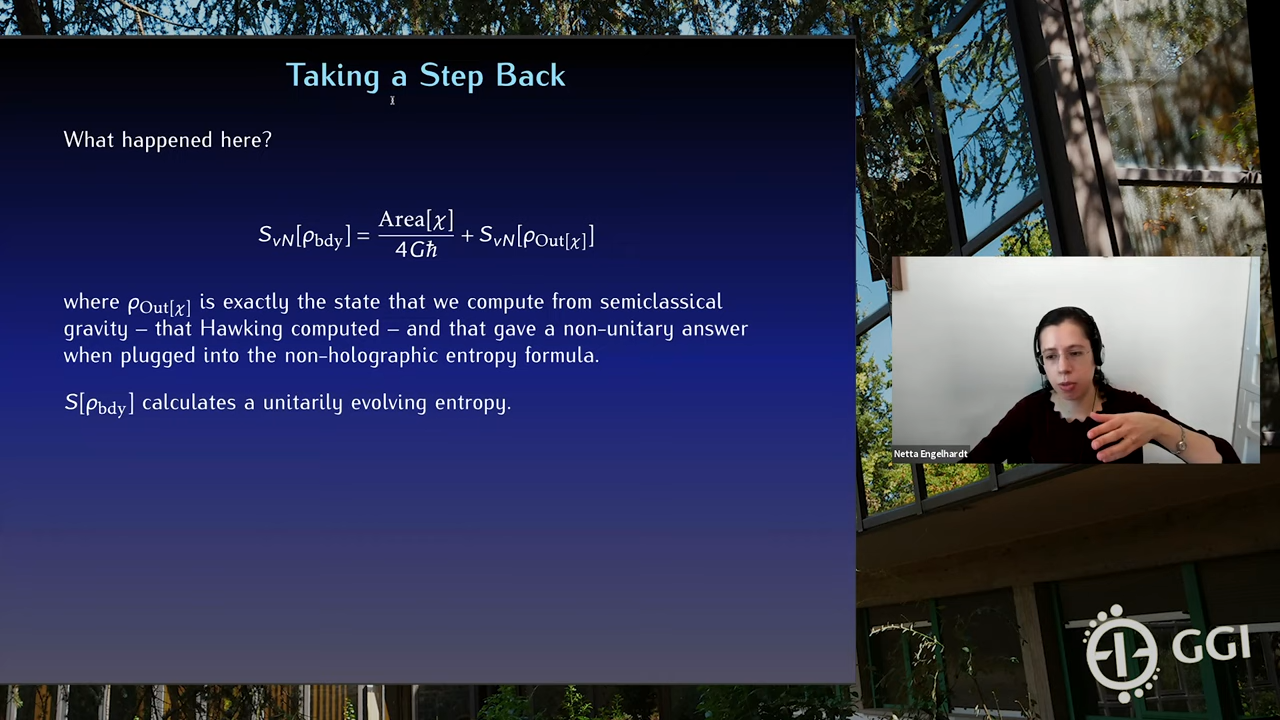 Taking a Step Back
What happened here?
S_{vN}[ρ_{bdy}] = \frac{Area[χ]}{4Għ} + S_{vN}[ρ_{Out[χ]}]
where ρ_{Out[χ]} is exactly the state that we compute from semiclassical
gravity – that Hawking computed – and that gave a non-unitary answer
when plugged into the non-holographic entropy formula.
S[ρ_{bdy}] calculates a unitarily evolving entropy.
Netta Engelhardt
GGI